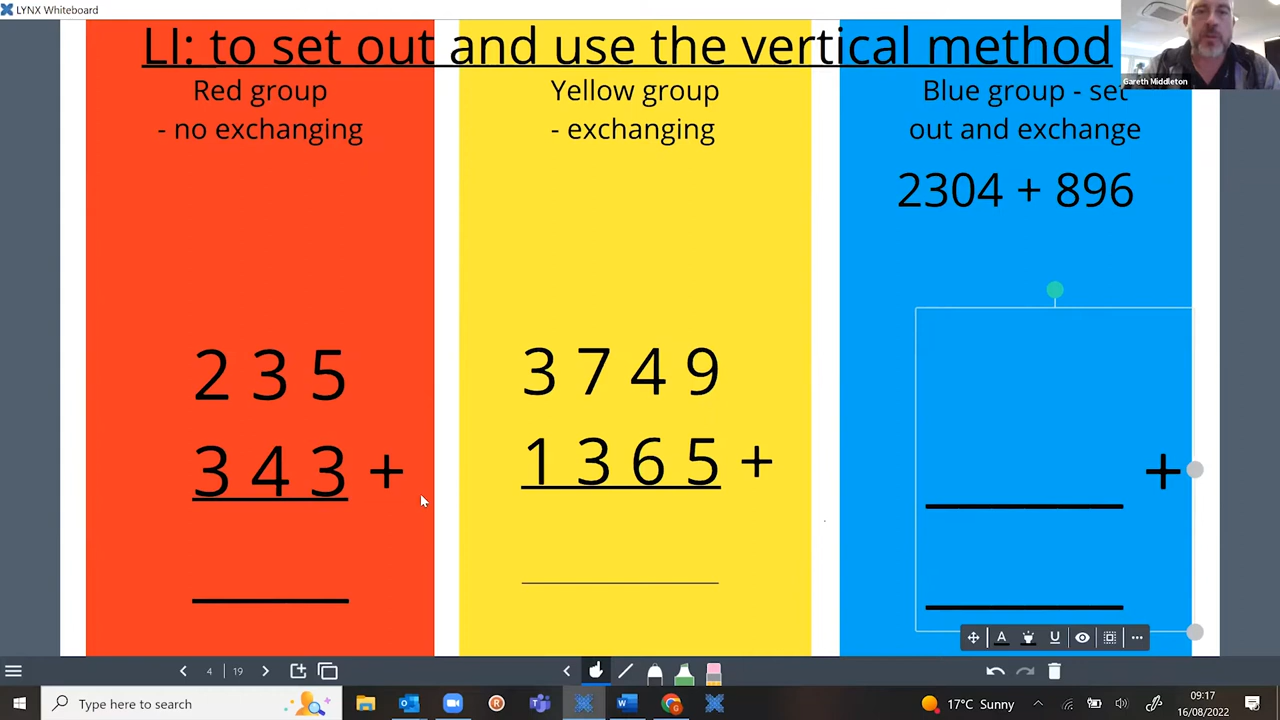 LYNX Whiteboard
LI: to set out and use the vertical method
Gareth Middleton
Red group
- no exchanging
2 3 5
3 4 3 +
Yellow group
- exchanging
3 7 4 9
1 3 6 5 +
Blue group - set
out and exchange
2304 + 896
+
A U
4 19
Type here to search
17°C Sunny
09:17
16/08/2022